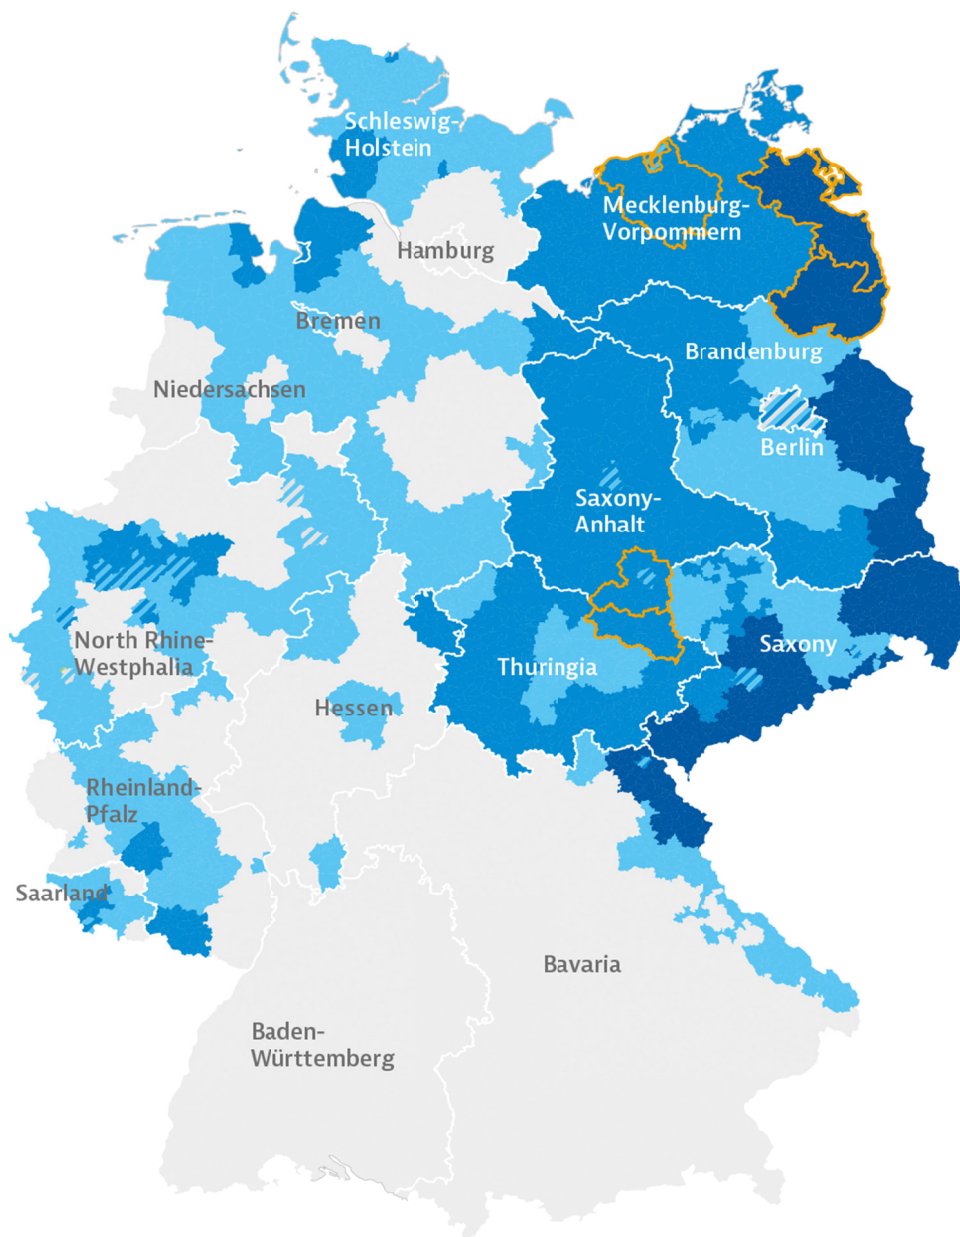 Schleswig-
Holstein
Mecklenburg-
Vorpommern
Hamburg
Bremen
Brandenburg
Niedersachsen
Berlin
Saxony-
Anhalt
North Rhine-
Westphalia
Thuringia
Saxony
Hessen
Rheinland-
Pfalz
Saarland
Bavaria
Baden-
Württemberg